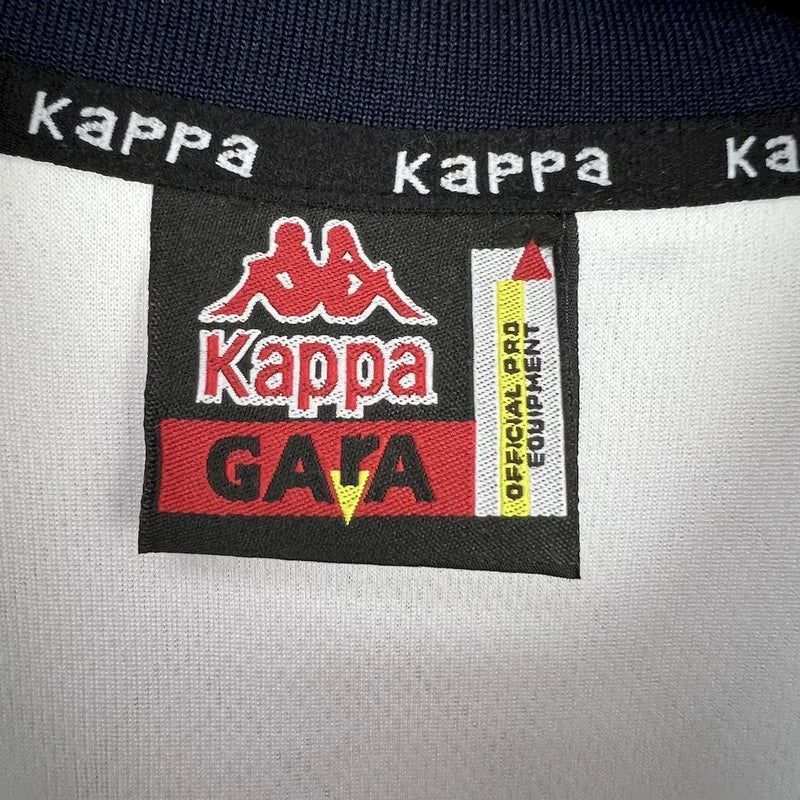 Kappa Kappa Ka
Kappa
GArA
OFFICIAL PRO
EQUIPMENT